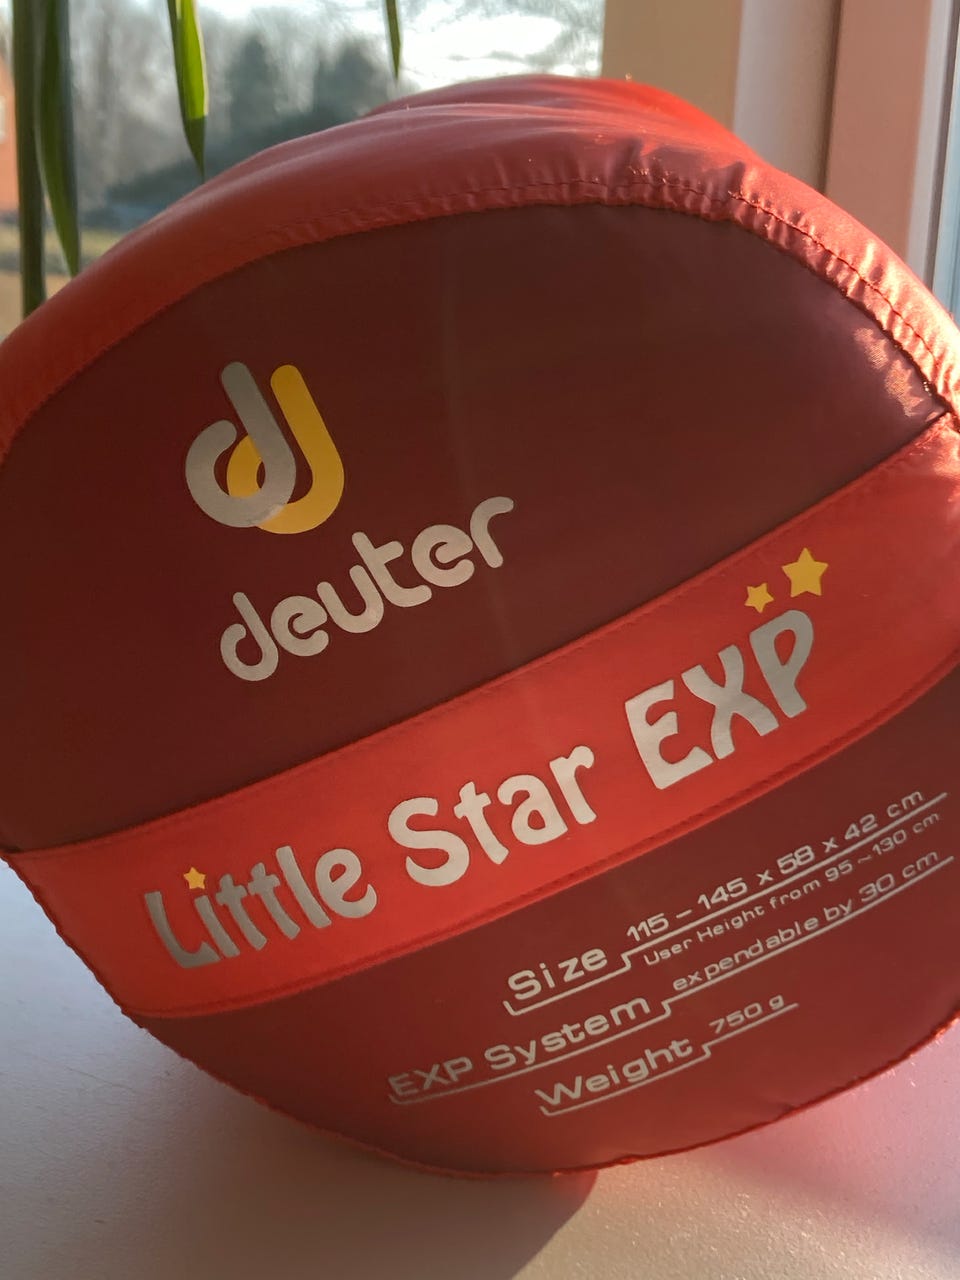 deuter
Little Star EXP
Size 115 - 145 x 58 x 42 cm
User Height from 95 ~ 130 cm
EXP System expendable by 30 cm
Weight 750 g